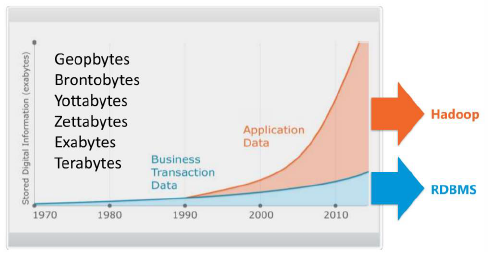 Stored Digital Information (exabytes)
Geopbytes
Brontobytes
Yottabytes
Zettabytes
Exabytes
Terabytes
Business
Transaction
Data
Application
Data
Hadoop
RDBMS
1970
1980
1990
2000
2010